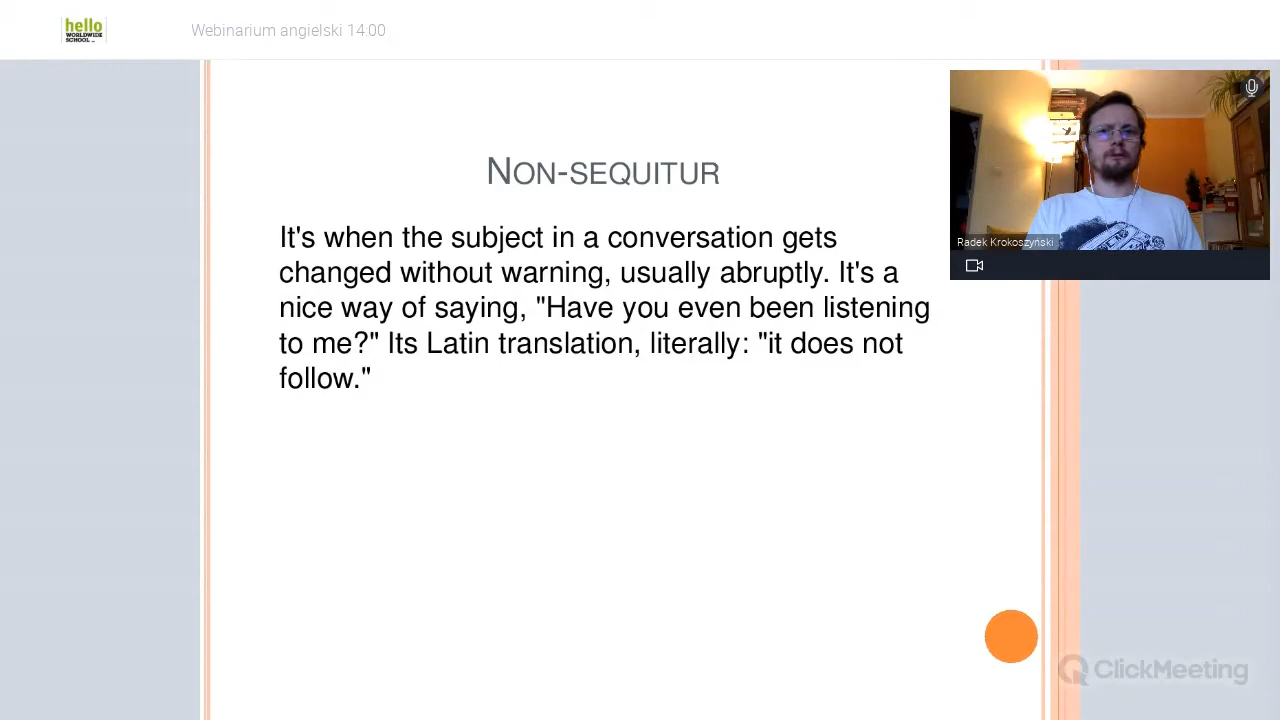 hello
WORLDWIDE
SCHOOL
Webinarium angielski 14:00
NON-SEQUITUR
It's when the subject in a conversation gets
changed without warning, usually abruptly. It's a
nice way of saying, "Have you even been listening
to me?" Its Latin translation, literally: "it does not
follow."
Radek Krokoszyński
ClickMeeting